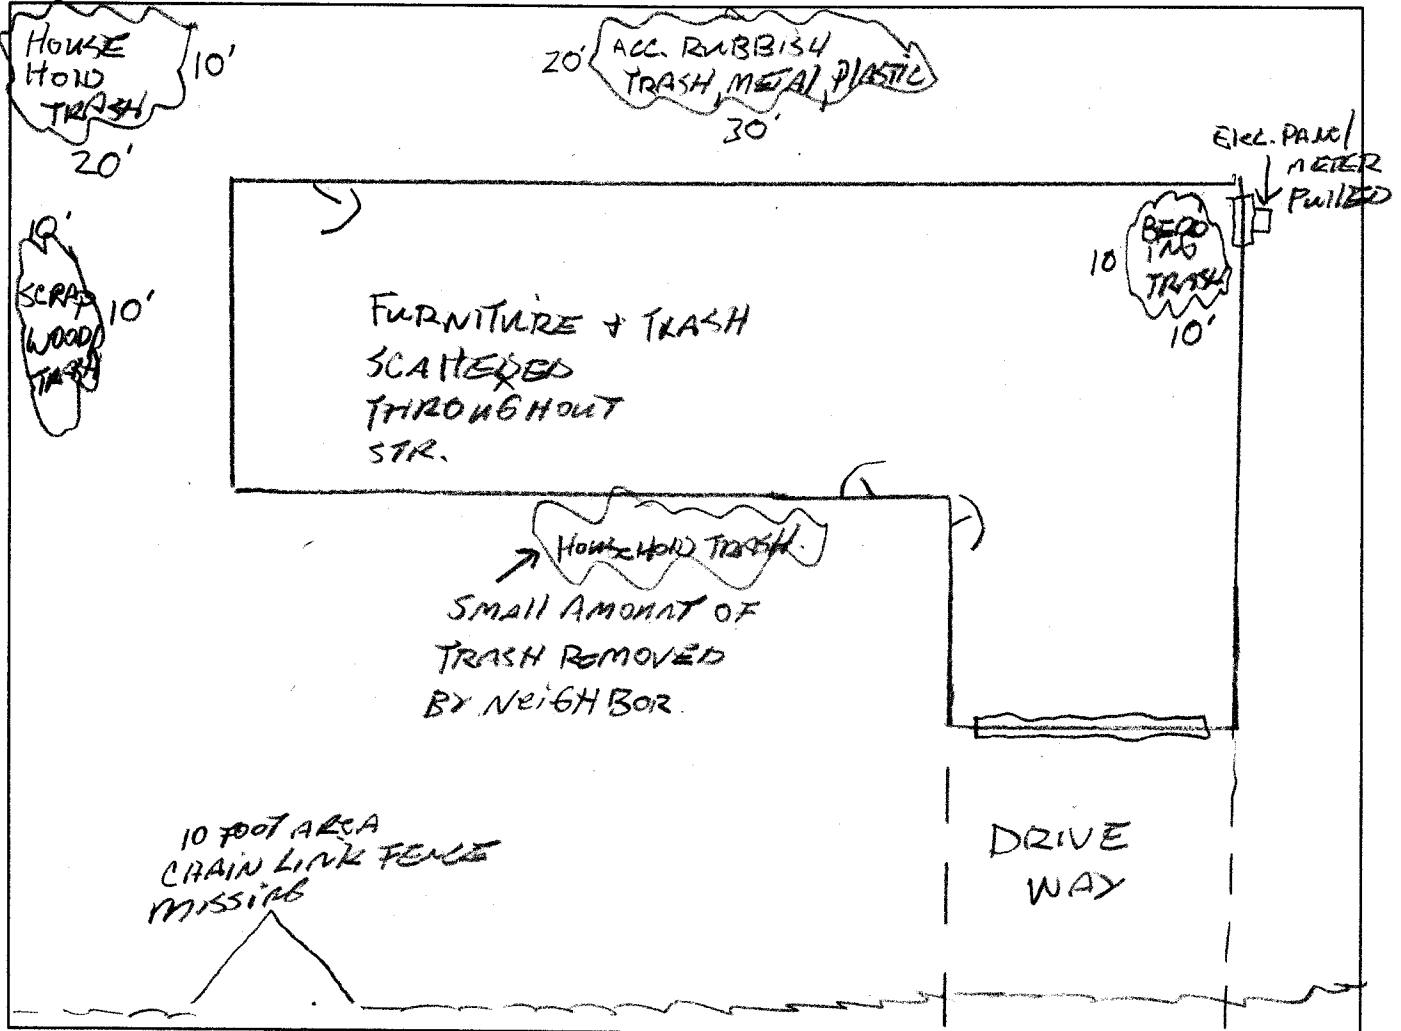 HOUSE
HOLD
TRASH
10'
20'
20'
ACC. RUBBISH
TRASH, METAL, PLASTIC
30'
ELEC. PANEL
METER
PULLED
10'
SCRAP
WOOD
TRASH
10'
BEDD
ING
TRASH
10
10'
FURNITURE + TRASH
SCATTERED
THROUGHOUT
STR.
HOUSEHOLD TRASH.
SMALL AMOUNT OF
TRASH REMOVED
BY NEIGHBOR.
10 FOOT AREA
CHAIN LINK FENCE
MISSING
DRIVE
WAY